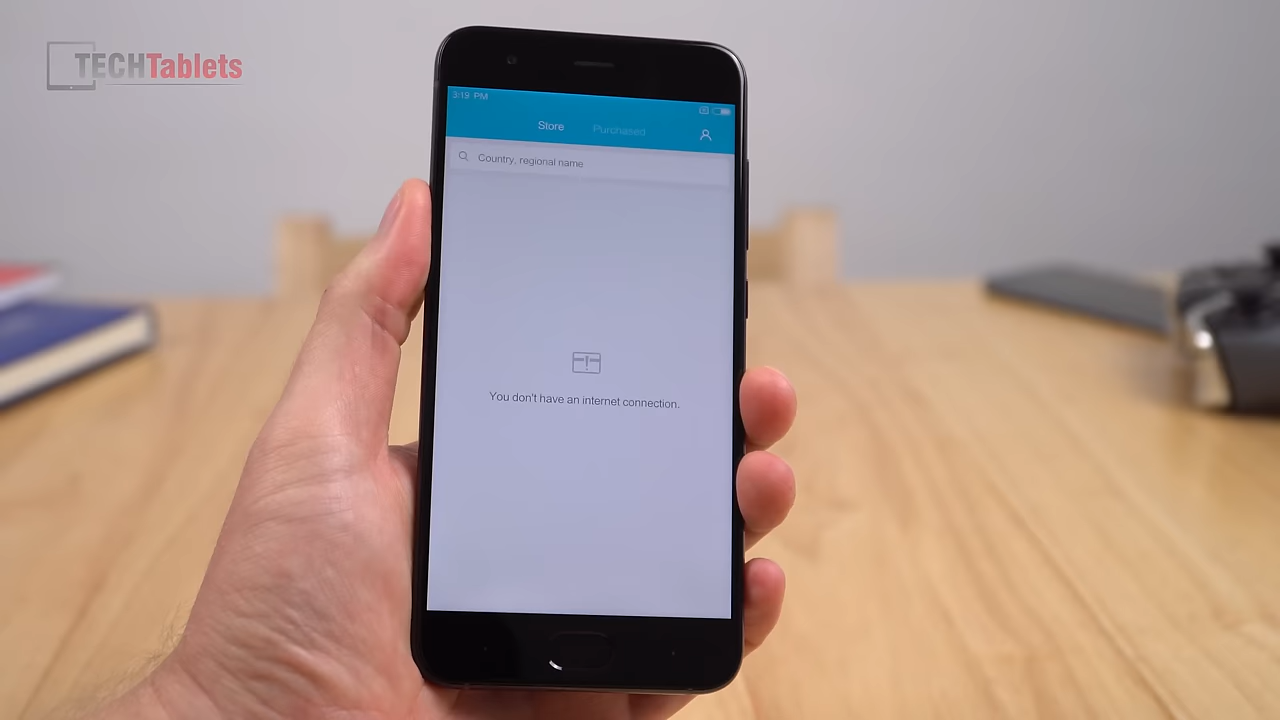 TECHTablets
3:19 PM
Store Purchased
Country, regional name
You don't have an internet connection.